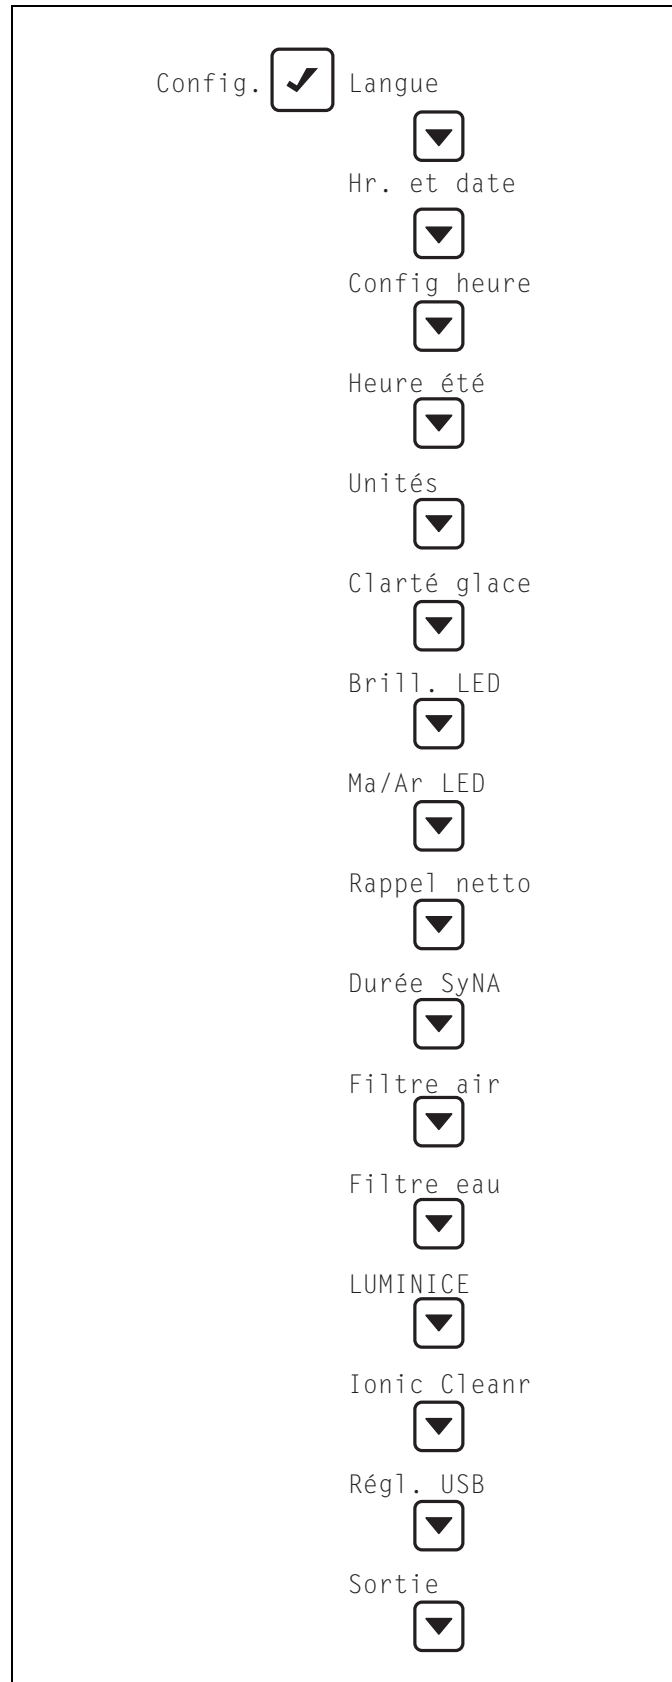 Config. Langue
Hr. et date
Config heure
Heure été
Unités
Clarté glace
Brill. LED
Ma/Ar LED
Rappel netto
Durée SyNA
Filtre air
Filtre eau
LUMINICE
Ionic Cleanr
Régl. USB
Sortie